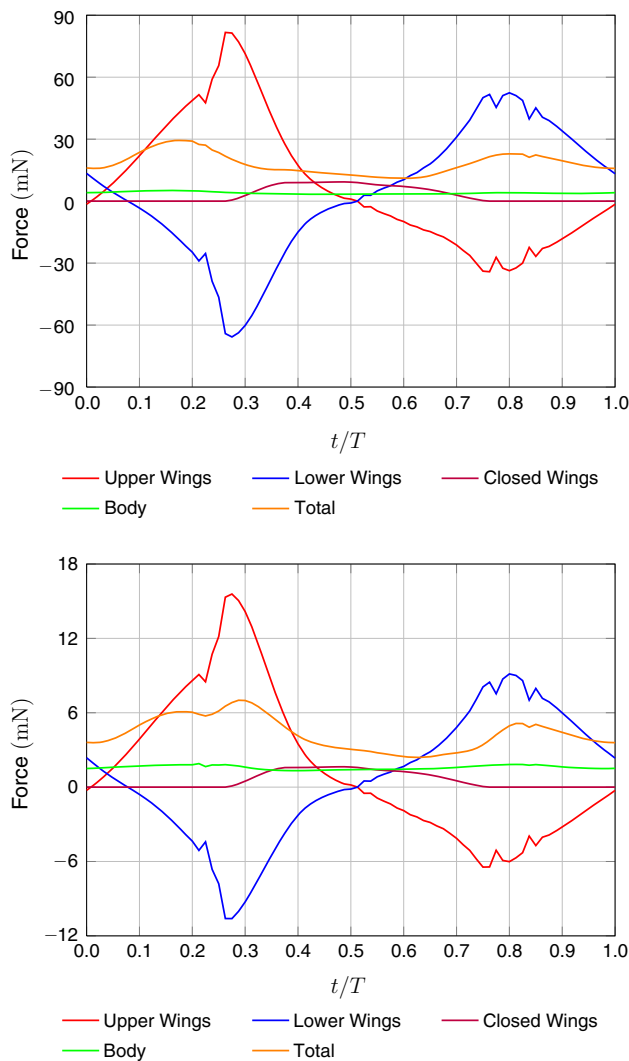 90
60
30
0
−30
−60
−90
Force (mN)
0.0 0.1 0.2 0.3 0.4 0.5 0.6 0.7 0.8 0.9 1.0
t/T
Upper Wings Lower Wings Closed Wings
Body Total
18
12
6
0
−6
−12
Force (mN)
0.0 0.1 0.2 0.3 0.4 0.5 0.6 0.7 0.8 0.9 1.0
t/T
Upper Wings Lower Wings Closed Wings
Body Total